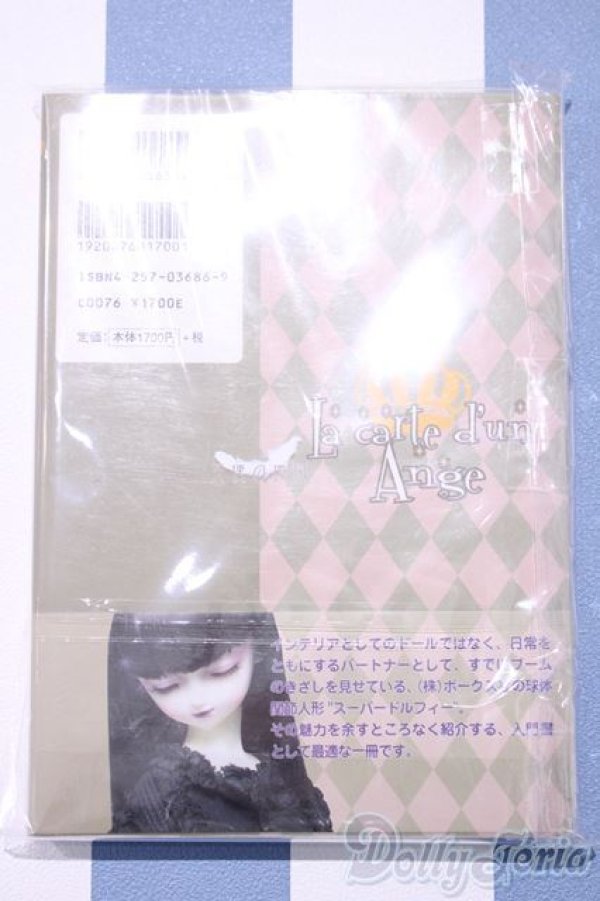 ISBN4 257-03686-9
C0076 ¥1700E
定価: 本体1700円 +税
La carte d'un
Ange
インテリアとしてのドールではなく、日常を
ともにするパートナーとして、すでにブーム
のきざしを見せている、(株)ボークスの球体
関節人形"スーパードルフィー"。
その魅力を余すところなく紹介する、入門書
として最適な一冊です。
Dolly Teria